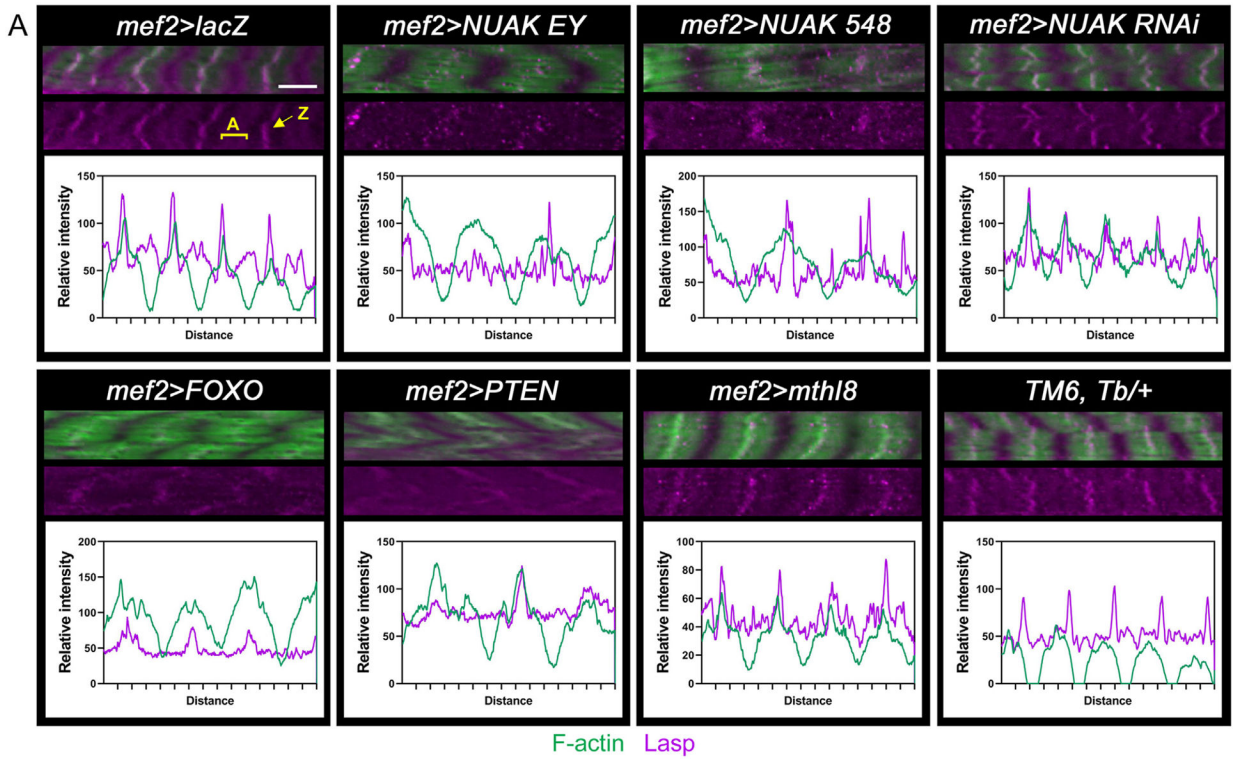 A
mef2>lacZ
mef2>NUAK EY
mef2>NUAK 548
mef2>NUAK RNAi
A
Z
Relative intensity
150
100
50
0
Distance
Relative intensity
150
100
50
0
Distance
Relative intensity
200
150
100
50
0
Distance
Relative intensity
150
100
50
0
Distance
mef2>FOXO
mef2>PTEN
mef2>mthl8
TM6, Tb/+
Relative intensity
200
150
100
50
0
Distance
Relative intensity
150
100
50
0
Distance
Relative intensity
100
80
60
40
20
0
Distance
Relative intensity
150
100
50
0
Distance
F-actin Lasp